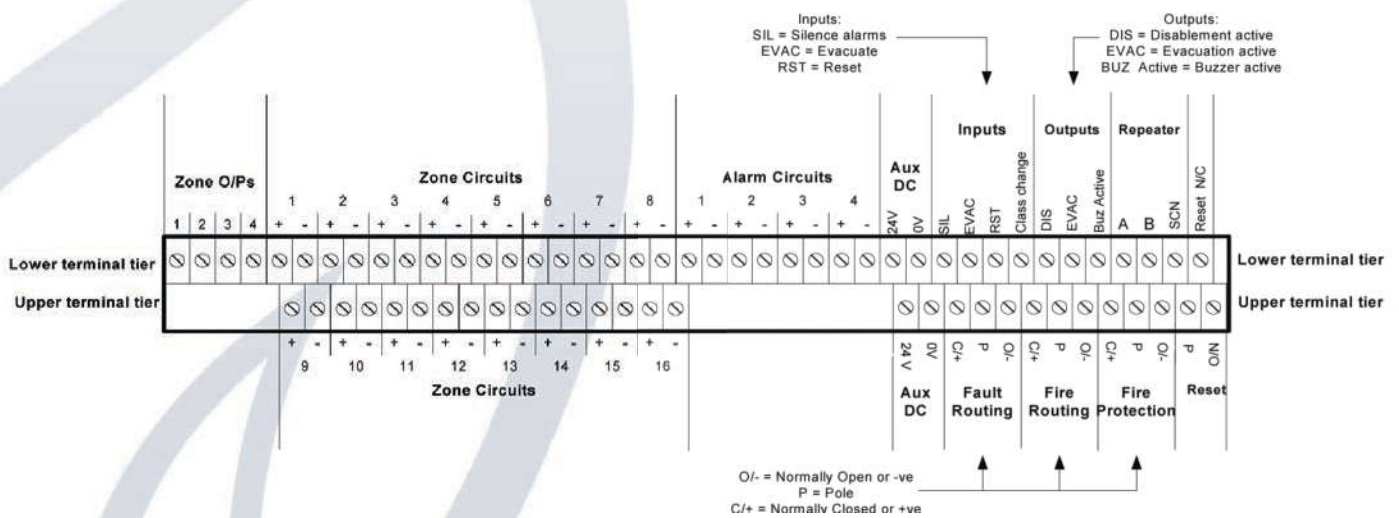 Inputs:
SIL = Silence alarms
EVAC = Evacuate
RST = Reset
Outputs:
DIS = Disablement active
EVAC = Evacuation active
BUZ Active = Buzzer active
Zone O/Ps
1 2 3 4
Zone Circuits
1 2 3 4 5 6 7 8
+ - + - + - + - + - + - + - + -
Alarm Circuits
1 2 3 4
+ - + - + - + -
Aux
DC
24V
0V
Inputs
SIL
EVAC
RST
Class change
Outputs
DIS
EVAC
Buz Active
Repeater
A
B
SCN
Reset N/C
Lower terminal tier
Lower terminal tier
Upper terminal tier
Upper terminal tier
+ - + - + - + - + - + - + - + -
9 10 11 12 13 14 15 16
Zone Circuits
24 V
0V
Aux
DC
C/+
P
O/-
Fault
Routing
C/+
P
O/-
Fire
Routing
C/+
P
O/-
Fire
Protection
P
N/O
Reset
O/- = Normally Open or -ve
P = Pole
C/+ = Normally Closed or +ve